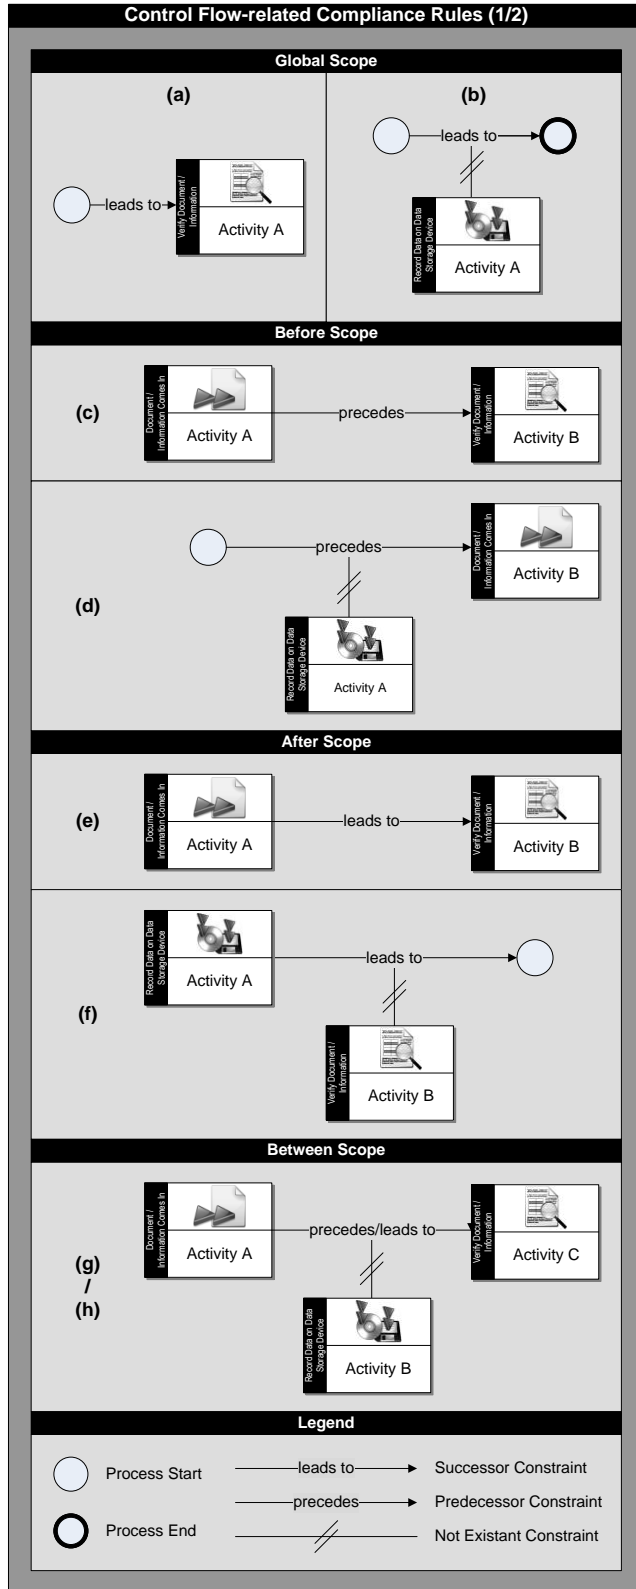 Control Flow-related Compliance Rules (1/2)
Global Scope
(a)
leads to
Verify Document /
Information
Activity A
(b)
leads to
Record Data on Data
Storage Device
Activity A
Before Scope
(c)
Document /
Information Comes In
Activity A
precedes
Verify Document /
Information
Activity B
(d)
precedes
Document /
Information Comes In
Activity B
Record Data on Data
Storage Device
Activity A
After Scope
(e)
Document /
Information Comes In
Activity A
leads to
Verify Document /
Information
Activity B
(f)
Record Data on Data
Storage Device
Activity A
leads to
Verify Document /
Information
Activity B
Between Scope
(g)
/
(h)
Document /
Information Comes In
Activity A
precedes/leads to
Verify Document /
Information
Activity C
Record Data on Data
Storage Device
Activity B
Legend
Process Start
leads to
Successor Constraint
precedes
Predecessor Constraint
Process End
Not Existant Constraint